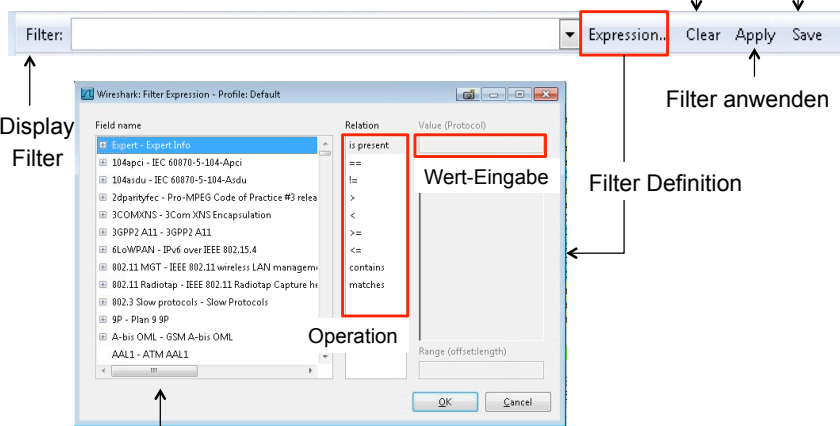 Filter:
Expression..
Clear
Apply
Save
Filter anwenden
Display
Filter
Wireshark: Filter Expression - Profile: Default
Field name
Relation
Value (Protocol)
Expert - Expert Info
104apci - IEC 60870-5-104-Apci
104asdu - IEC 60870-5-104-Asdu
2dparityfec - Pro-MPEG Code of Practice #3 relea
3COMXNS - 3Com XNS Encapsulation
3GPP2 A11 - 3GPP2 A11
6LoWPAN - IPv6 over IEEE 802.15.4
802.11 MGT - IEEE 802.11 wireless LAN managem
802.11 Radiotap - IEEE 802.11 Radiotap Capture he
802.3 Slow protocols - Slow Protocols
9P - Plan 9 9P
A-bis OML - GSM A-bis OML
AAL1 - ATM AAL1
is present
==
!=
>
<
>=
<=
contains
matches
Wert-Eingabe
Filter Definition
Operation
Range (offset:length)
OK
Cancel